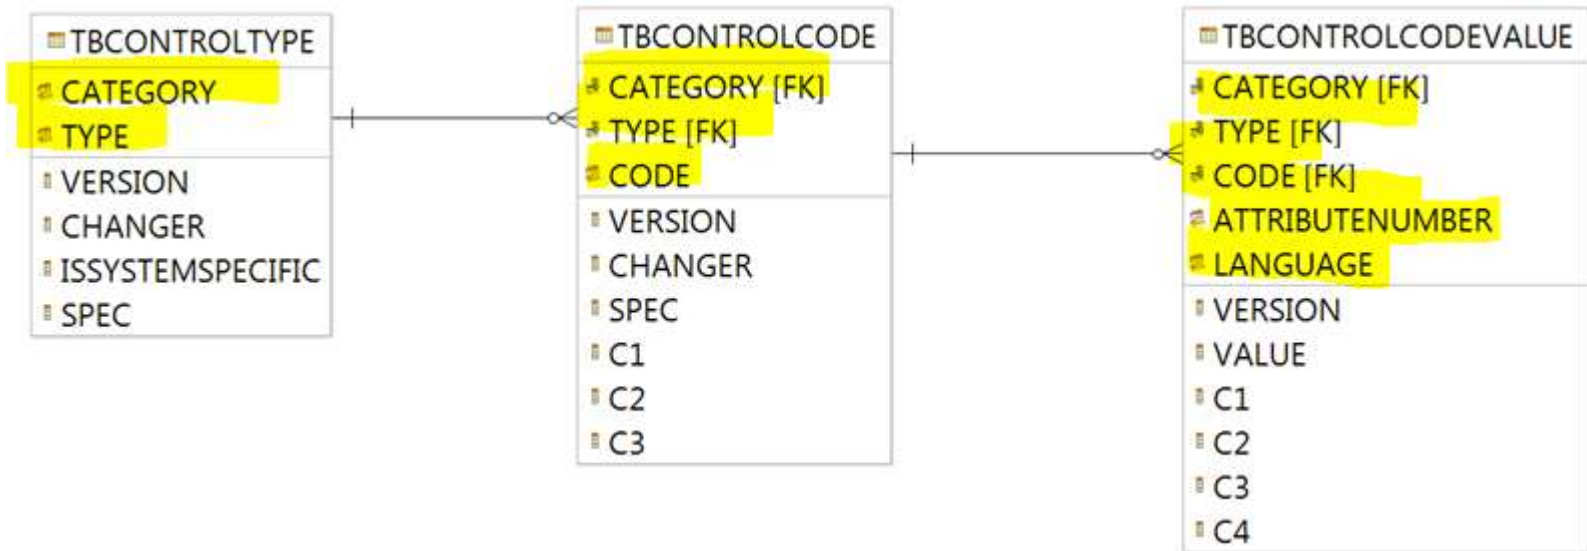 TBCONTROLTYPE
CATEGORY
TYPE
VERSION
CHANGER
ISSYSTEMSPECIFIC
SPEC
TBCONTROLCODE
CATEGORY [FK]
TYPE [FK]
CODE
VERSION
CHANGER
SPEC
C1
C2
C3
TBCONTROLCODEVALUE
CATEGORY [FK]
TYPE [FK]
CODE [FK]
ATTRIBUTENUMBER
LANGUAGE
VERSION
VALUE
C1
C2
C3
C4